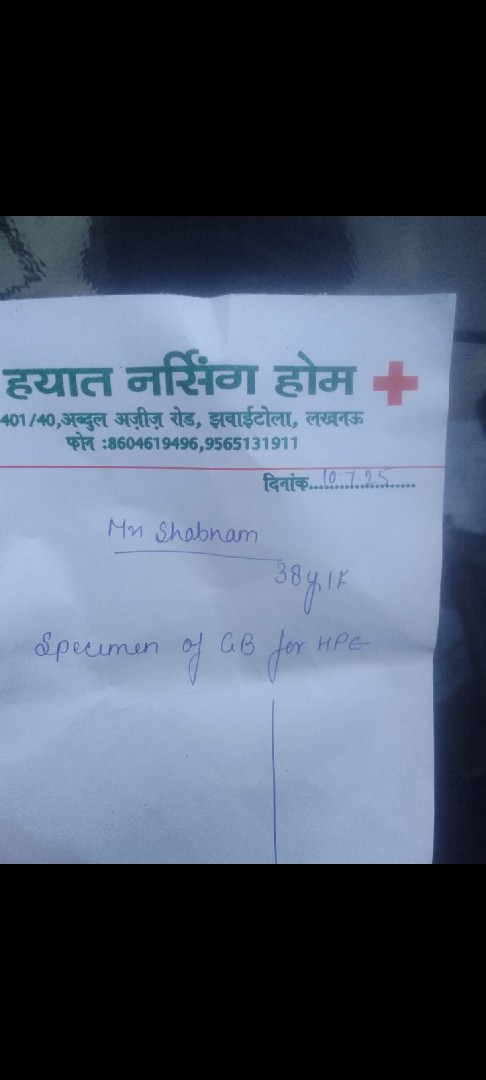 हयात नर्सिंग होम
401/40,अब्दुल अज़ीज़ रोड, झवाईटोला, लखनऊ
फोन :8604619496,9565131911
दिनांक....10.7.25....
Mrs Shabnam
38y/F
Specimen of GB for HPE